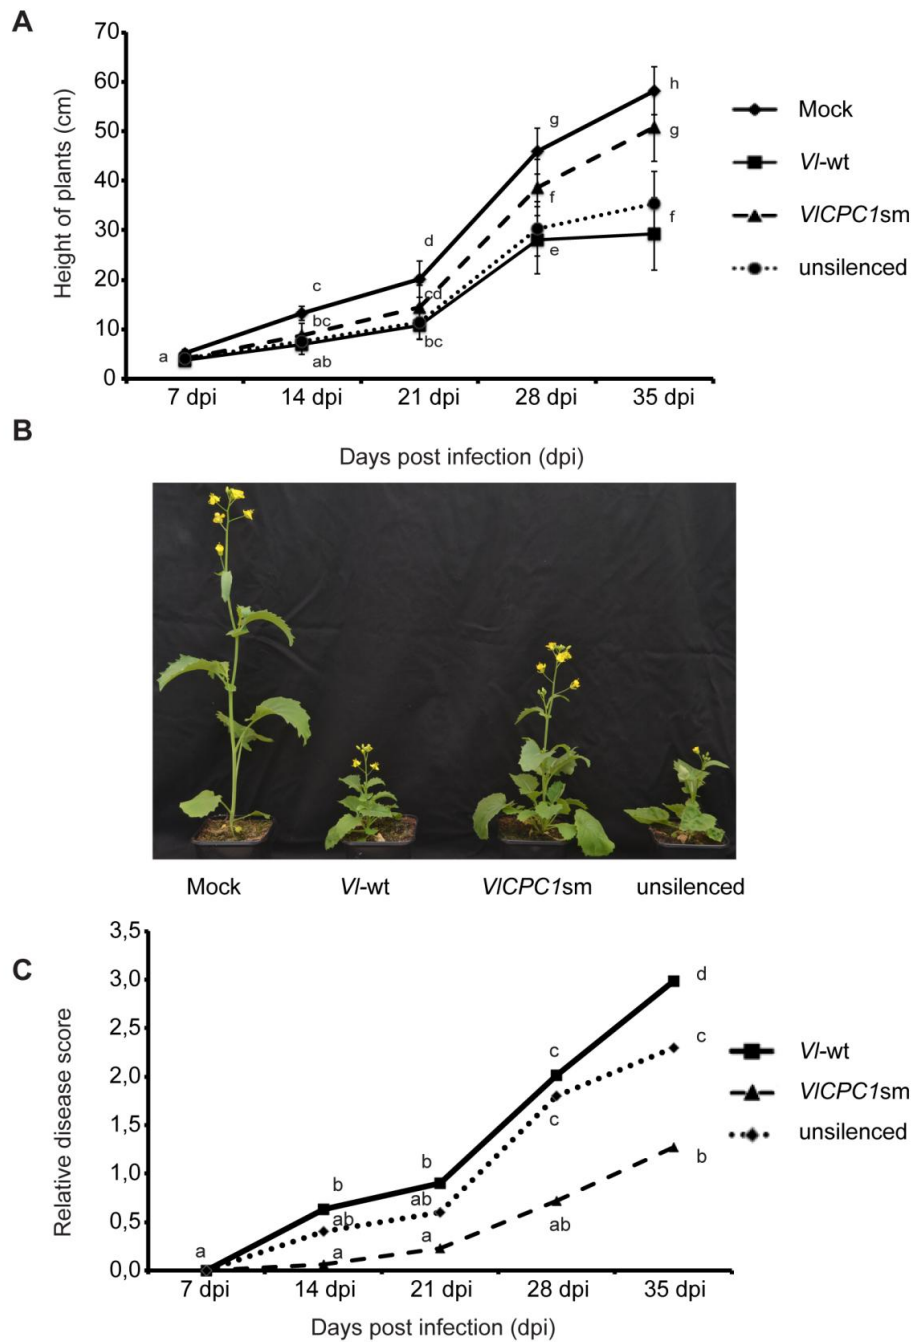 A
70
60
50
40
30
20
10
0
Height of plants (cm)
a
c
bc
ab
d
cd
bc
g
f
e
h
g
f
7 dpi 14 dpi 21 dpi 28 dpi 35 dpi
Days post infection (dpi)
Mock
Vl-wt
VlCPC1sm
unsilenced
B
Mock Vl-wt VlCPC1sm unsilenced
C
3,5
3,0
2,5
2,0
1,5
1,0
0,5
0,0
Relative disease score
a
b
ab
a
b
ab
a
c
c
ab
d
c
b
7 dpi 14 dpi 21 dpi 28 dpi 35 dpi
Days post infection (dpi)
Vl-wt
VlCPC1sm
unsilenced